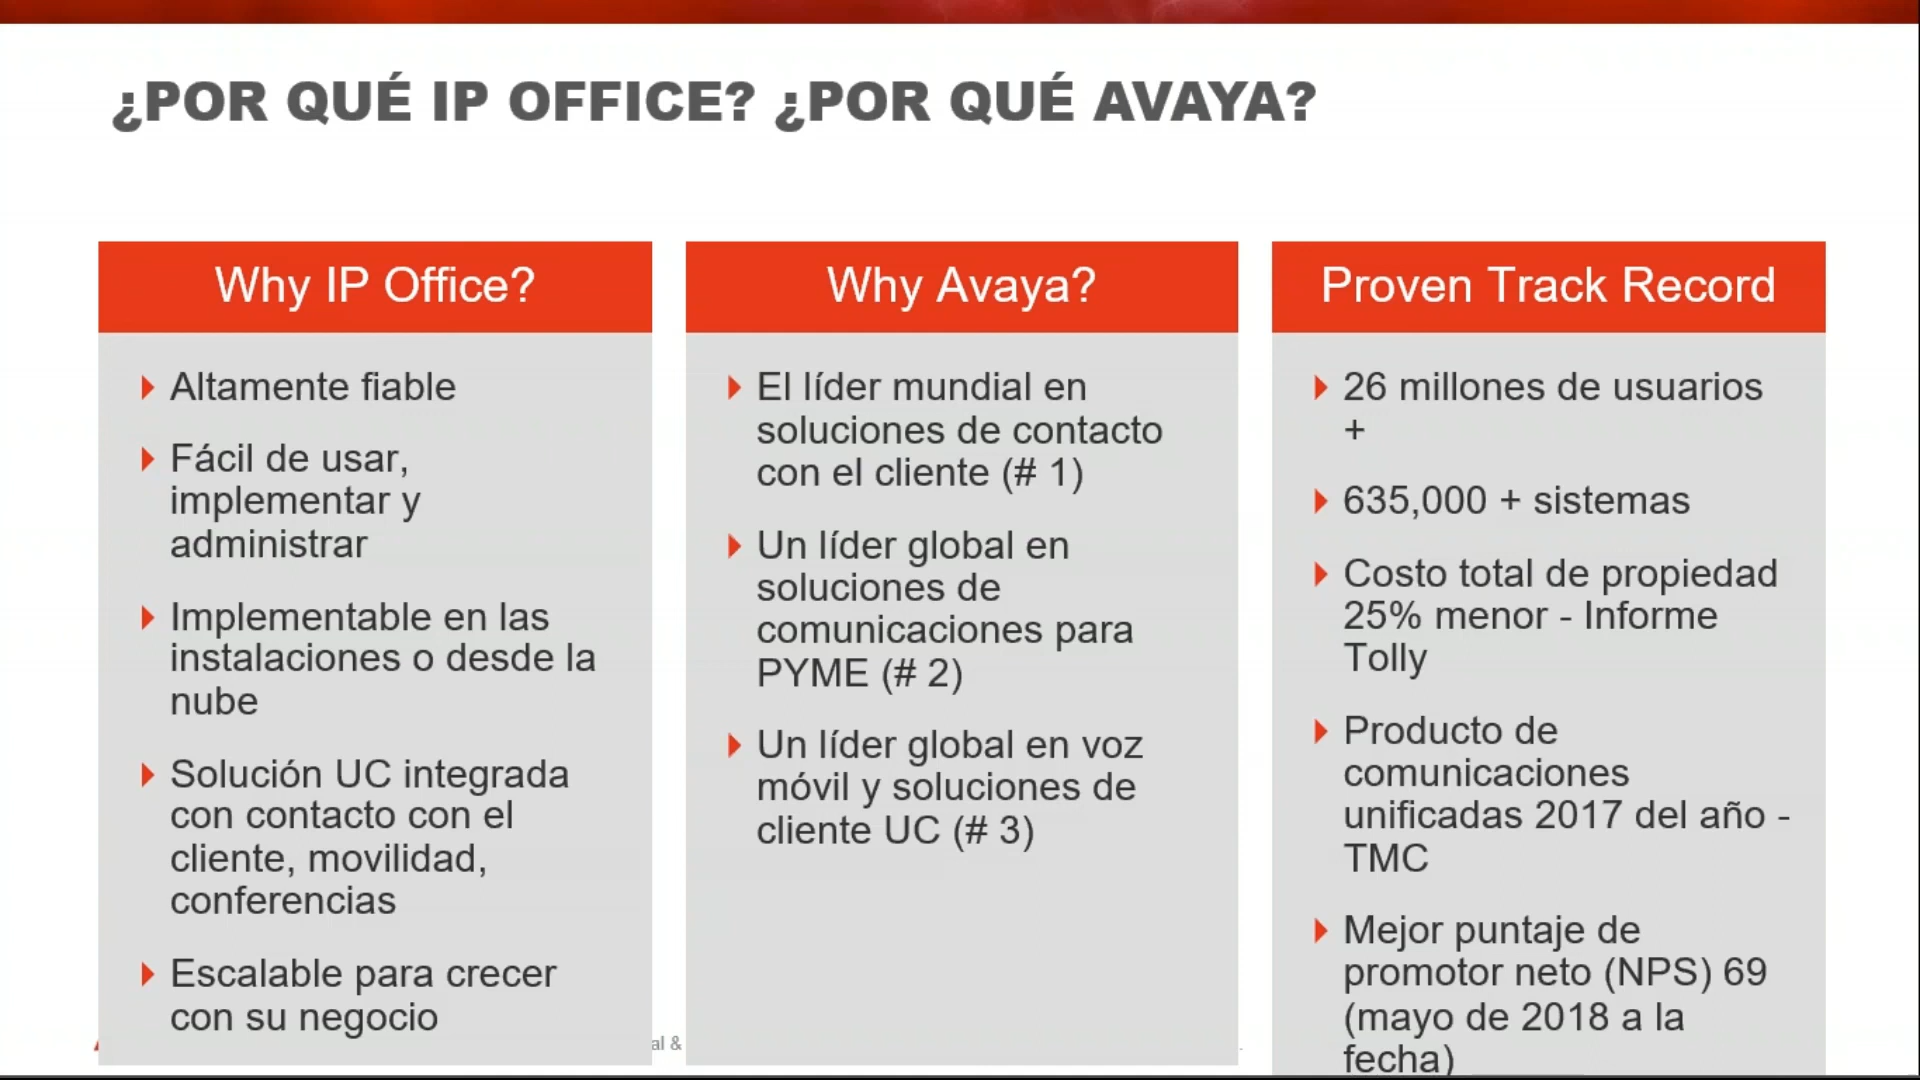 ¿POR QUÉ IP OFFICE? ¿POR QUÉ AVAYA?
Why IP Office?
Altamente fiable
Fácil de usar,
implementar y
administrar
Implementable en las
instalaciones o desde la
nube
Solución UC integrada
con contacto con el
cliente, movilidad,
conferencias
Escalable para crecer
con su negocio
Why Avaya?
El líder mundial en
soluciones de contacto
con el cliente (# 1)
Un líder global en
soluciones de
comunicaciones para
PYME (# 2)
Un líder global en voz
móvil y soluciones de
cliente UC (# 3)
Proven Track Record
26 millones de usuarios
+
635,000 + sistemas
Costo total de propiedad
25% menor - Informe
Tolly
Producto de
comunicaciones
unificadas 2017 del año -
TMC
Mejor puntaje de
promotor neto (NPS) 69
(mayo de 2018 a la
fecha)
al &